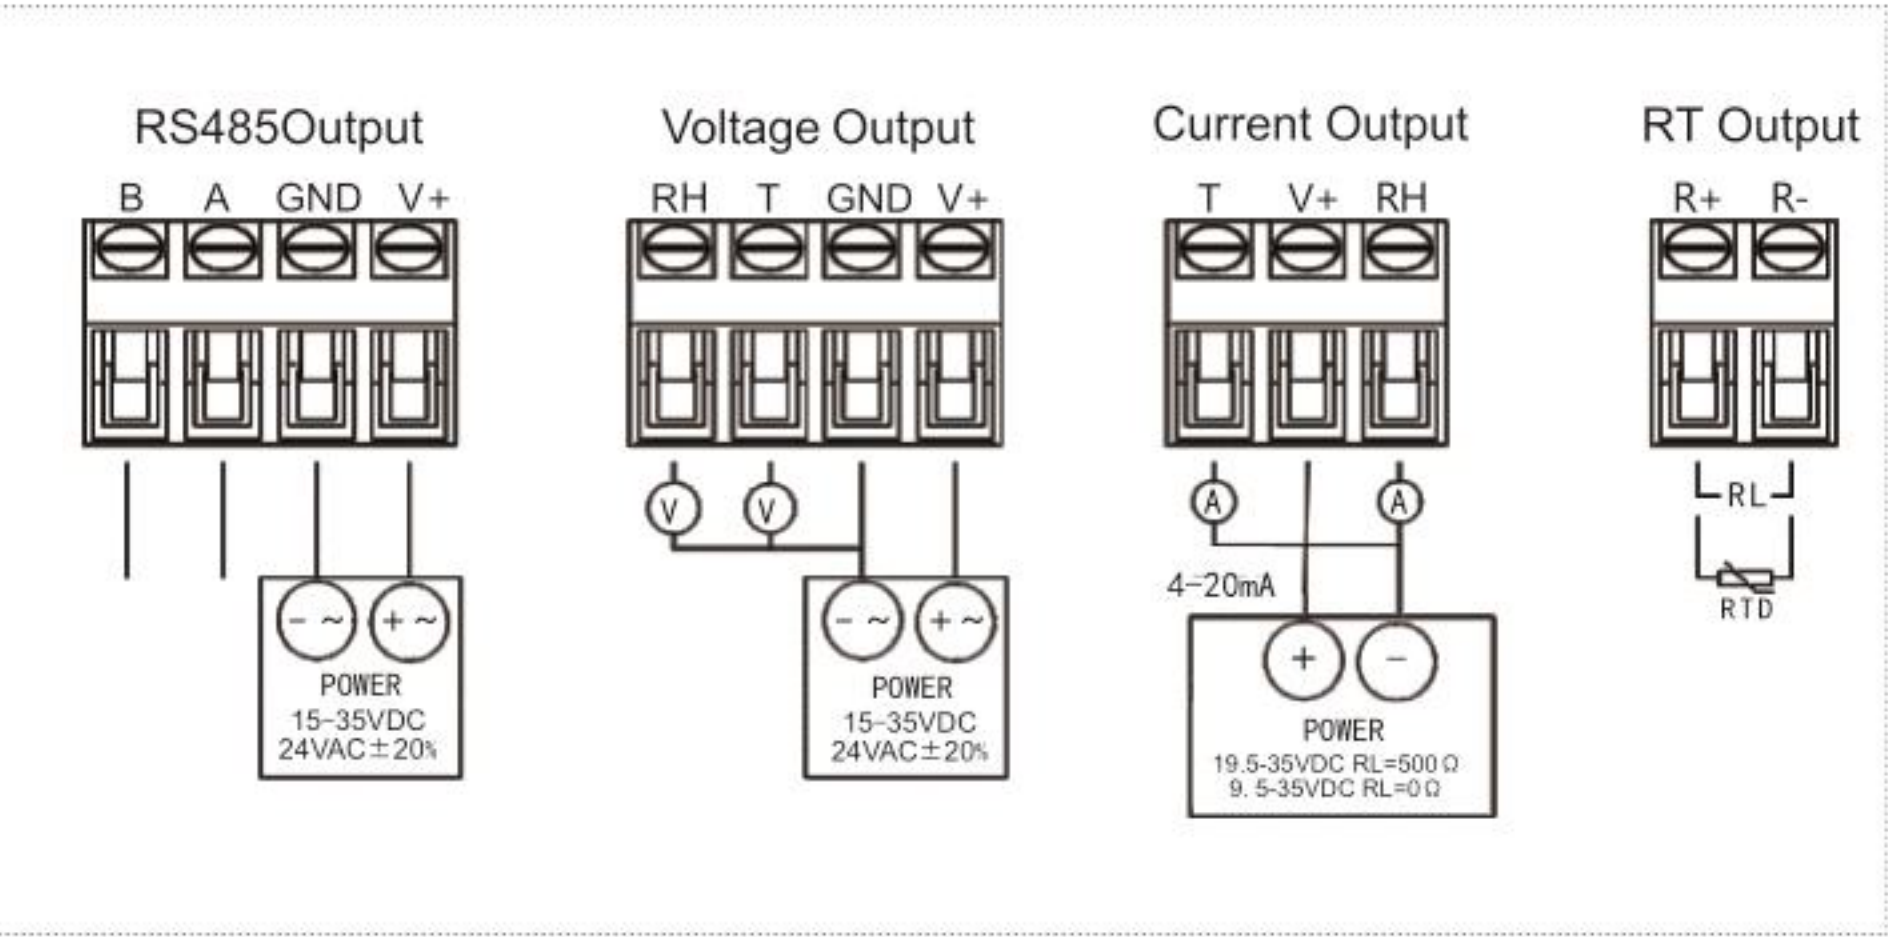 RS485Output
B A GND V+
- ~ + ~
POWER
15-35VDC
24VAC±20%
Voltage Output
RH T GND V+
V V
- ~ + ~
POWER
15-35VDC
24VAC±20%
Current Output
T V+ RH
A A
4-20mA
+ -
POWER
19.5-35VDC RL=500Ω
9. 5-35VDC RL=0Ω
RT Output
R+ R-
RL
RTD